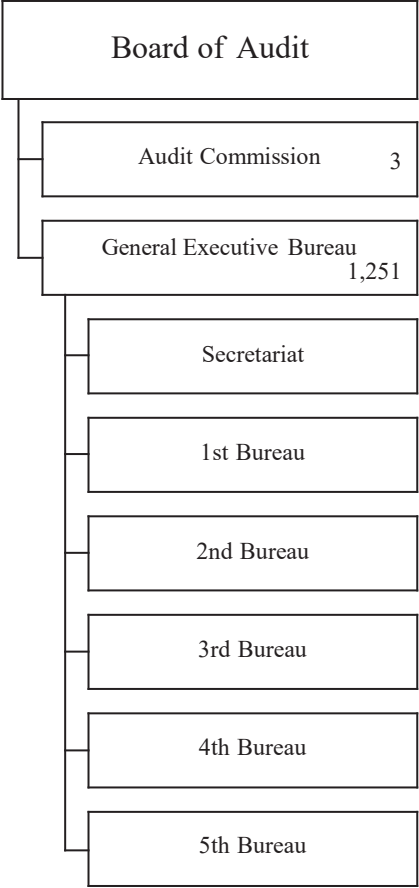 Board of Audit
Audit Commission 3
General Executive Bureau
1,251
Secretariat
1st Bureau
2nd Bureau
3rd Bureau
4th Bureau
5th Bureau